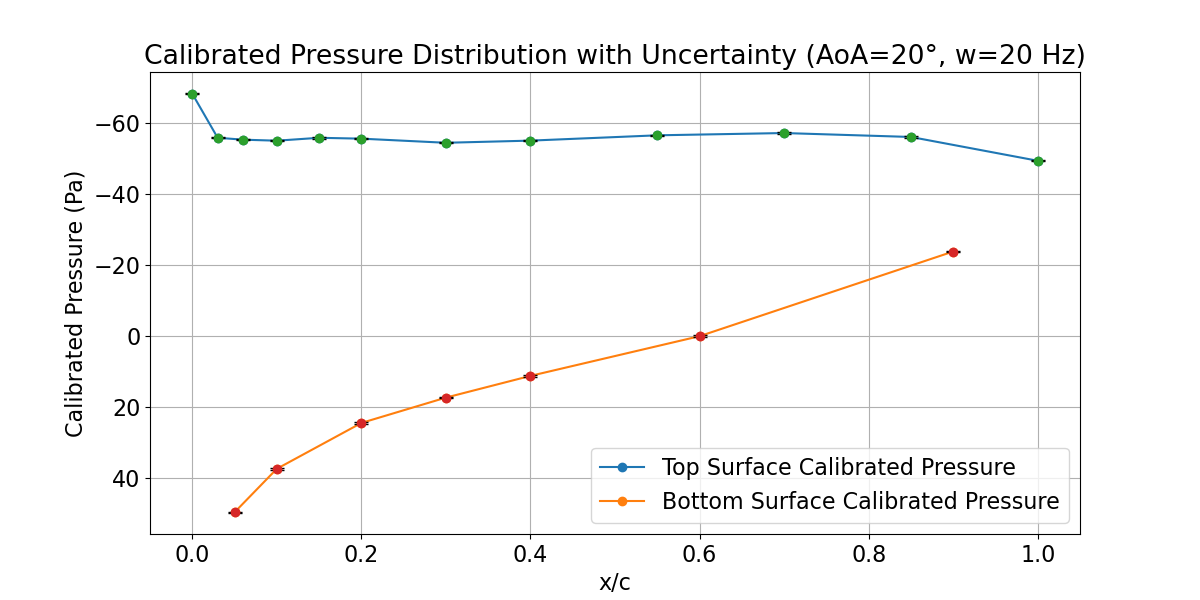 Calibrated Pressure Distribution with Uncertainty (AoA=20°, w=20 Hz)
Calibrated Pressure (Pa)
−60
−40
−20
0
20
40
Top Surface Calibrated Pressure
Bottom Surface Calibrated Pressure
0.0 0.2 0.4 0.6 0.8 1.0
x/c